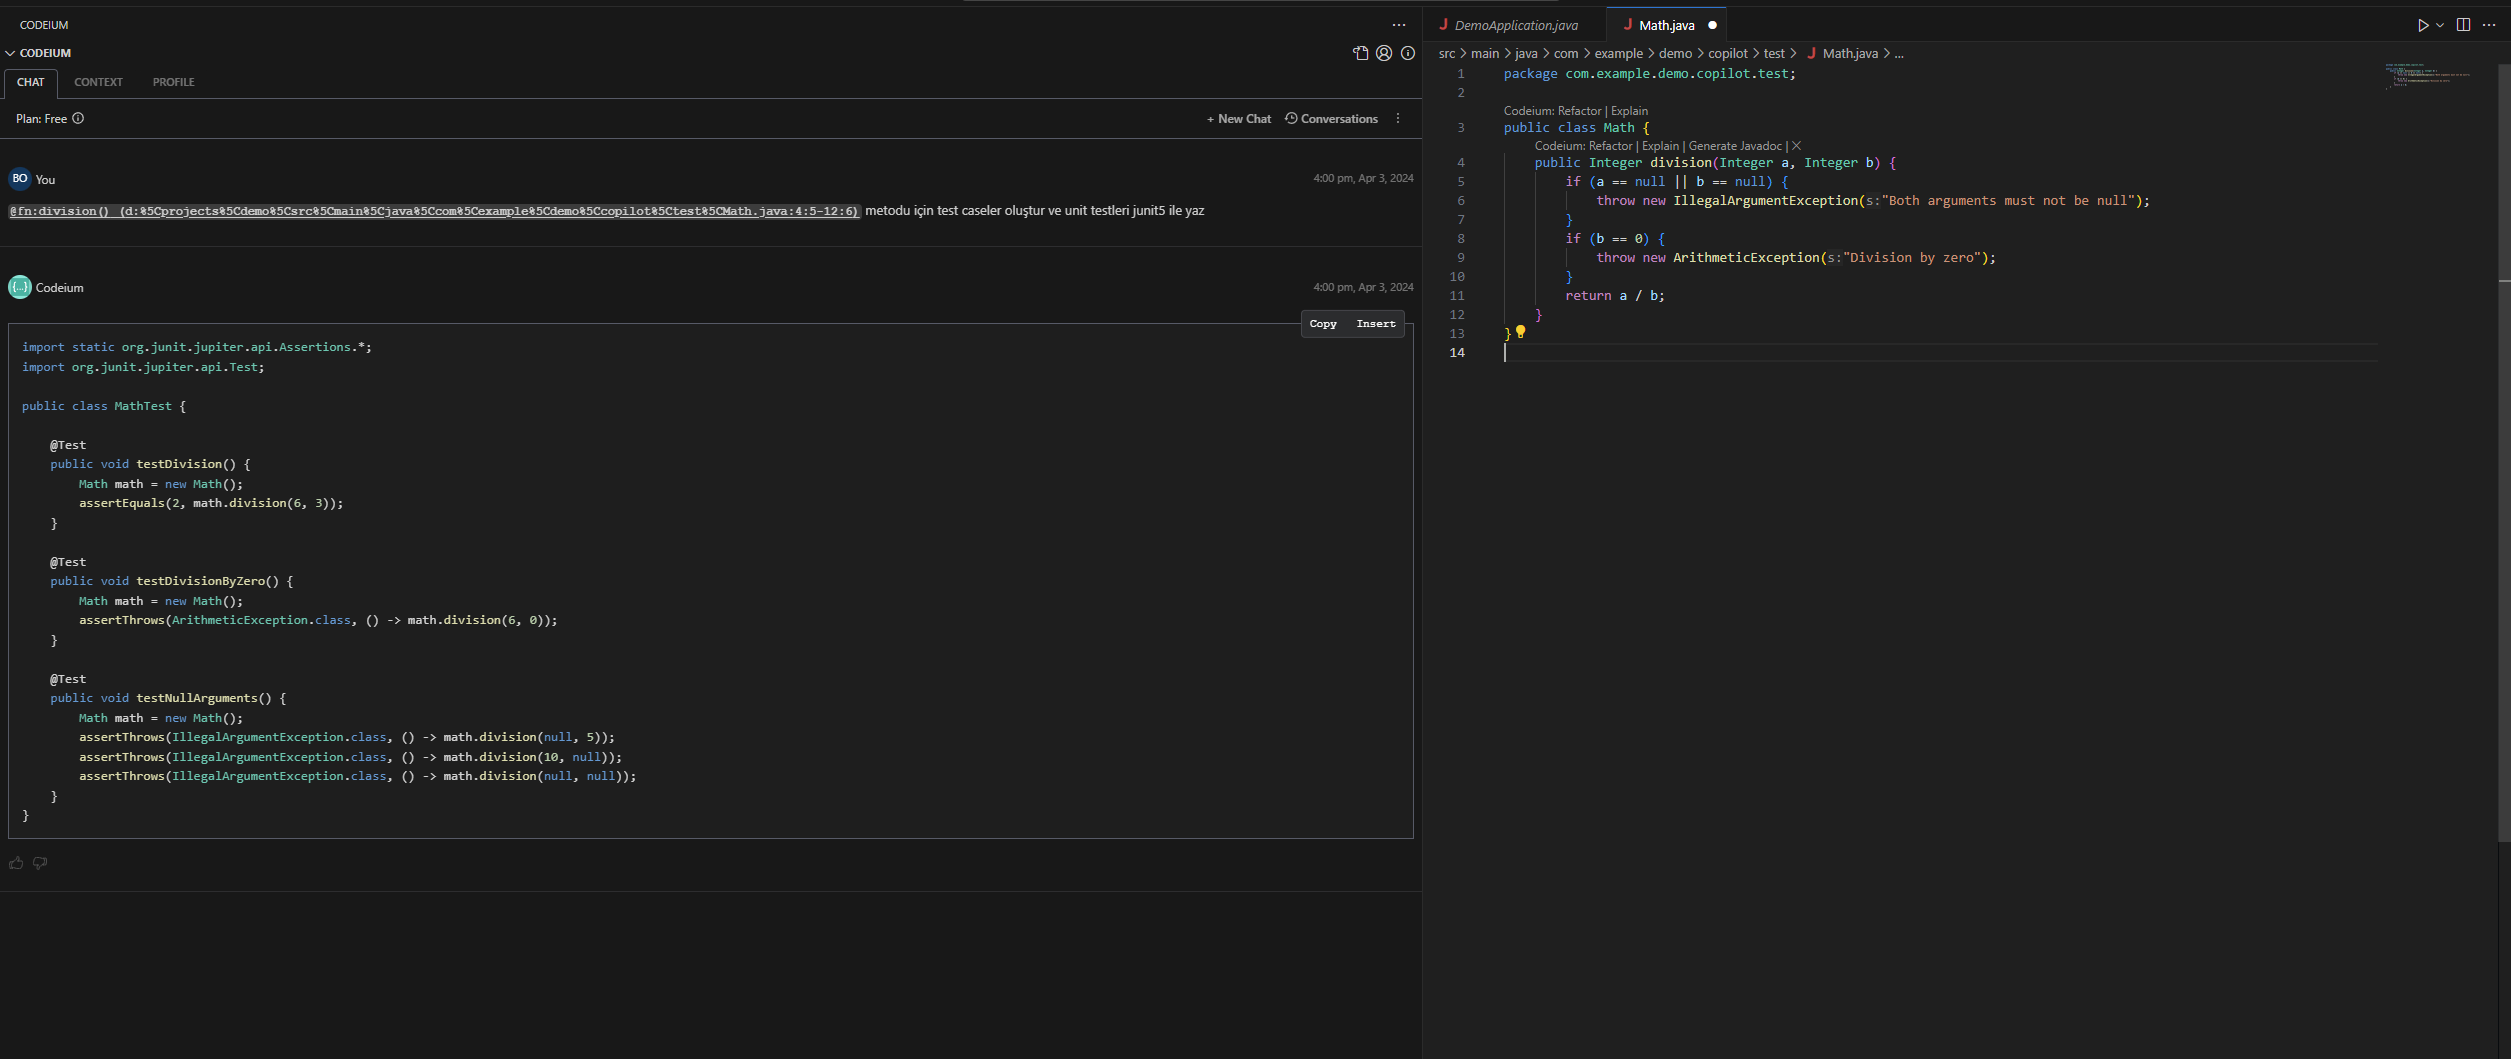 CODEIUM
CODEIUM
CHAT CONTEXT PROFILE
Plan: Free
+ New Chat Conversations
BO You 4:00 pm, Apr 3, 2024
@fn:division() (d:%5Cprojects%5Cdemo%5Csrc%5Cmain%5Cjava%5Ccom%5Cexample%5Cdemo%5Ccopilot%5Ctest%5CMath.java:4:5-12:6) metodu için test caseler oluştur ve unit testleri junit5 ile yaz
{...} Codeium 4:00 pm, Apr 3, 2024
Copy Insert
import static org.junit.jupiter.api.Assertions.*;
import org.junit.jupiter.api.Test;
public class MathTest {
@Test
public void testDivision() {
Math math = new Math();
assertEquals(2, math.division(6, 3));
}
@Test
public void testDivisionByZero() {
Math math = new Math();
assertThrows(ArithmeticException.class, () -> math.division(6, 0));
}
@Test
public void testNullArguments() {
Math math = new Math();
assertThrows(IllegalArgumentException.class, () -> math.division(null, 5));
assertThrows(IllegalArgumentException.class, () -> math.division(10, null));
assertThrows(IllegalArgumentException.class, () -> math.division(null, null));
}
}
J DemoApplication.java J Math.java
src > main > java > com > example > demo > copilot > test > J Math.java > ...
1 package com.example.demo.copilot.test;
2
Codeium: Refactor | Explain
3 public class Math {
Codeium: Refactor | Explain | Generate Javadoc | X
4 public Integer division(Integer a, Integer b) {
5 if (a == null || b == null) {
6 throw new IllegalArgumentException(s:"Both arguments must not be null");
7 }
8 if (b == 0) {
9 throw new ArithmeticException(s:"Division by zero");
10 }
11 return a / b;
12 }
13 }
14